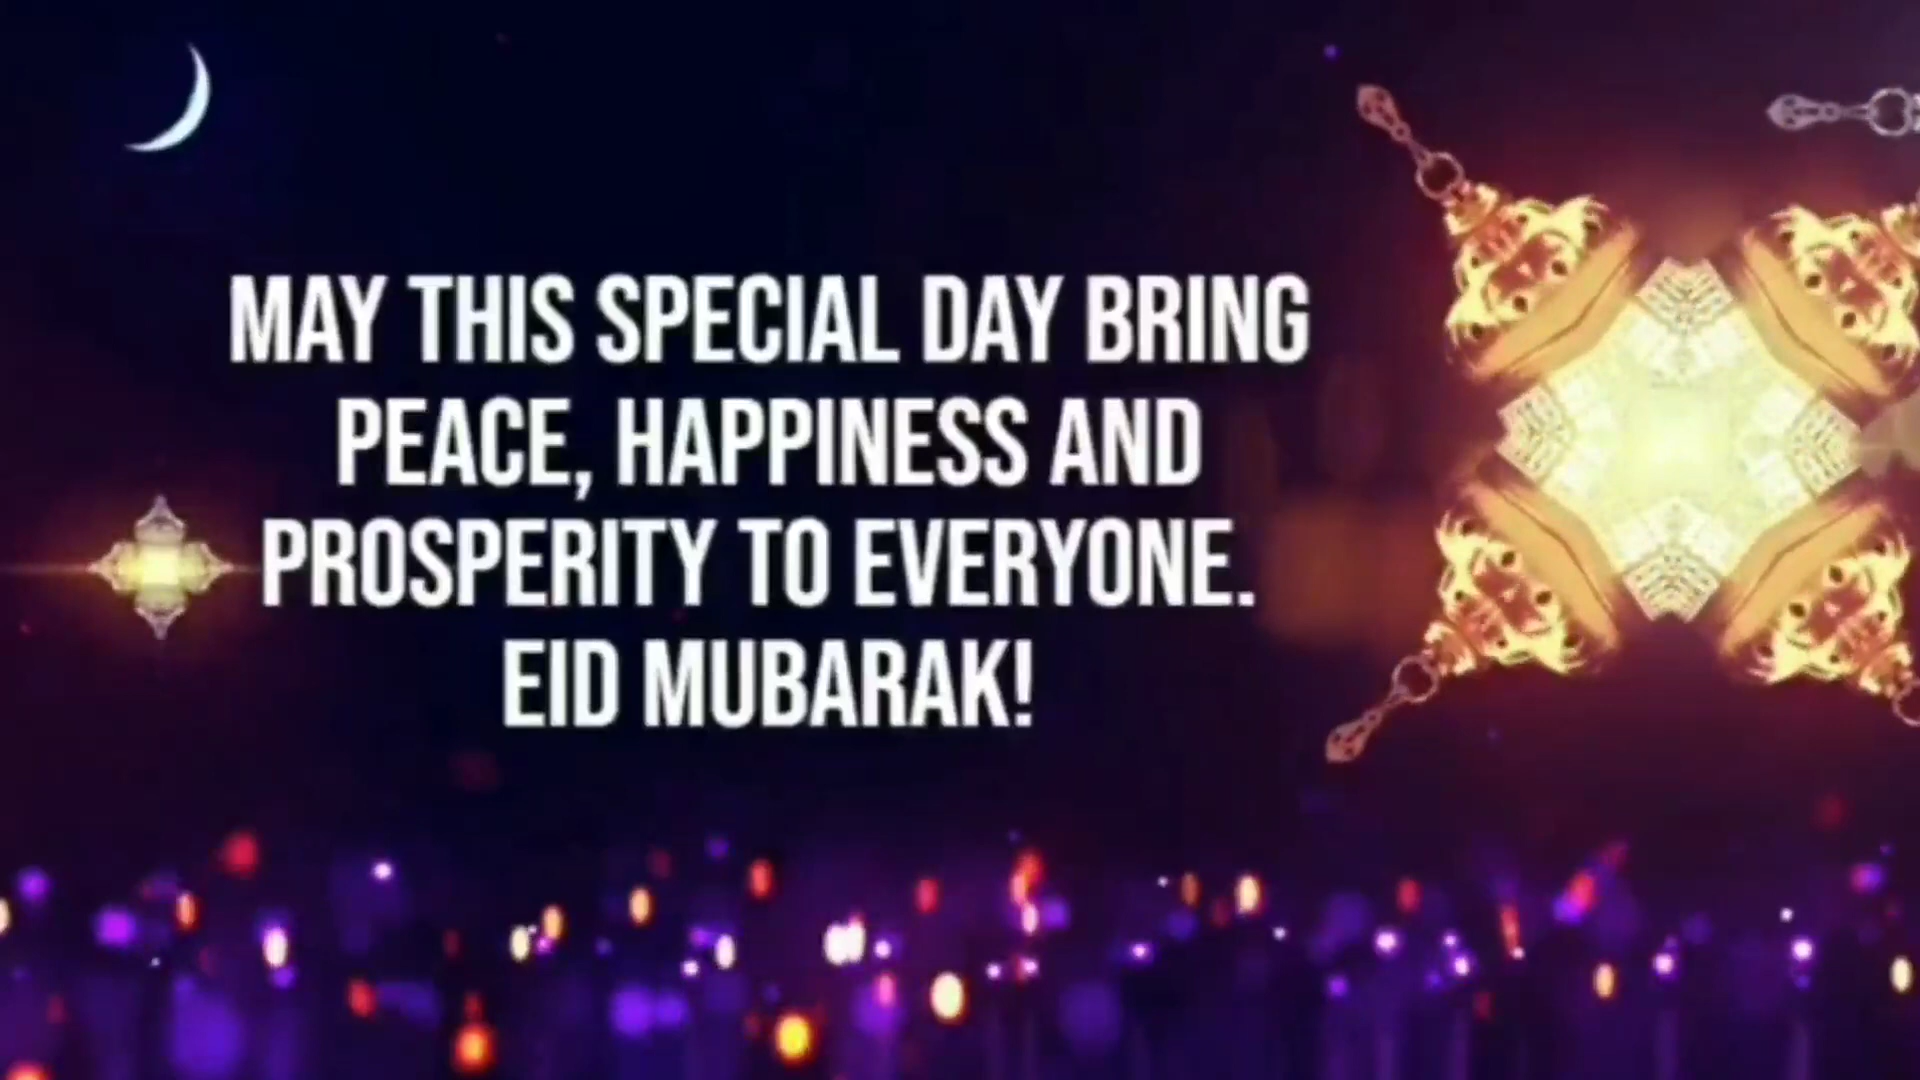 MAY THIS SPECIAL DAY BRING
PEACE, HAPPINESS AND
PROSPERITY TO EVERYONE.
EID MUBARAK!